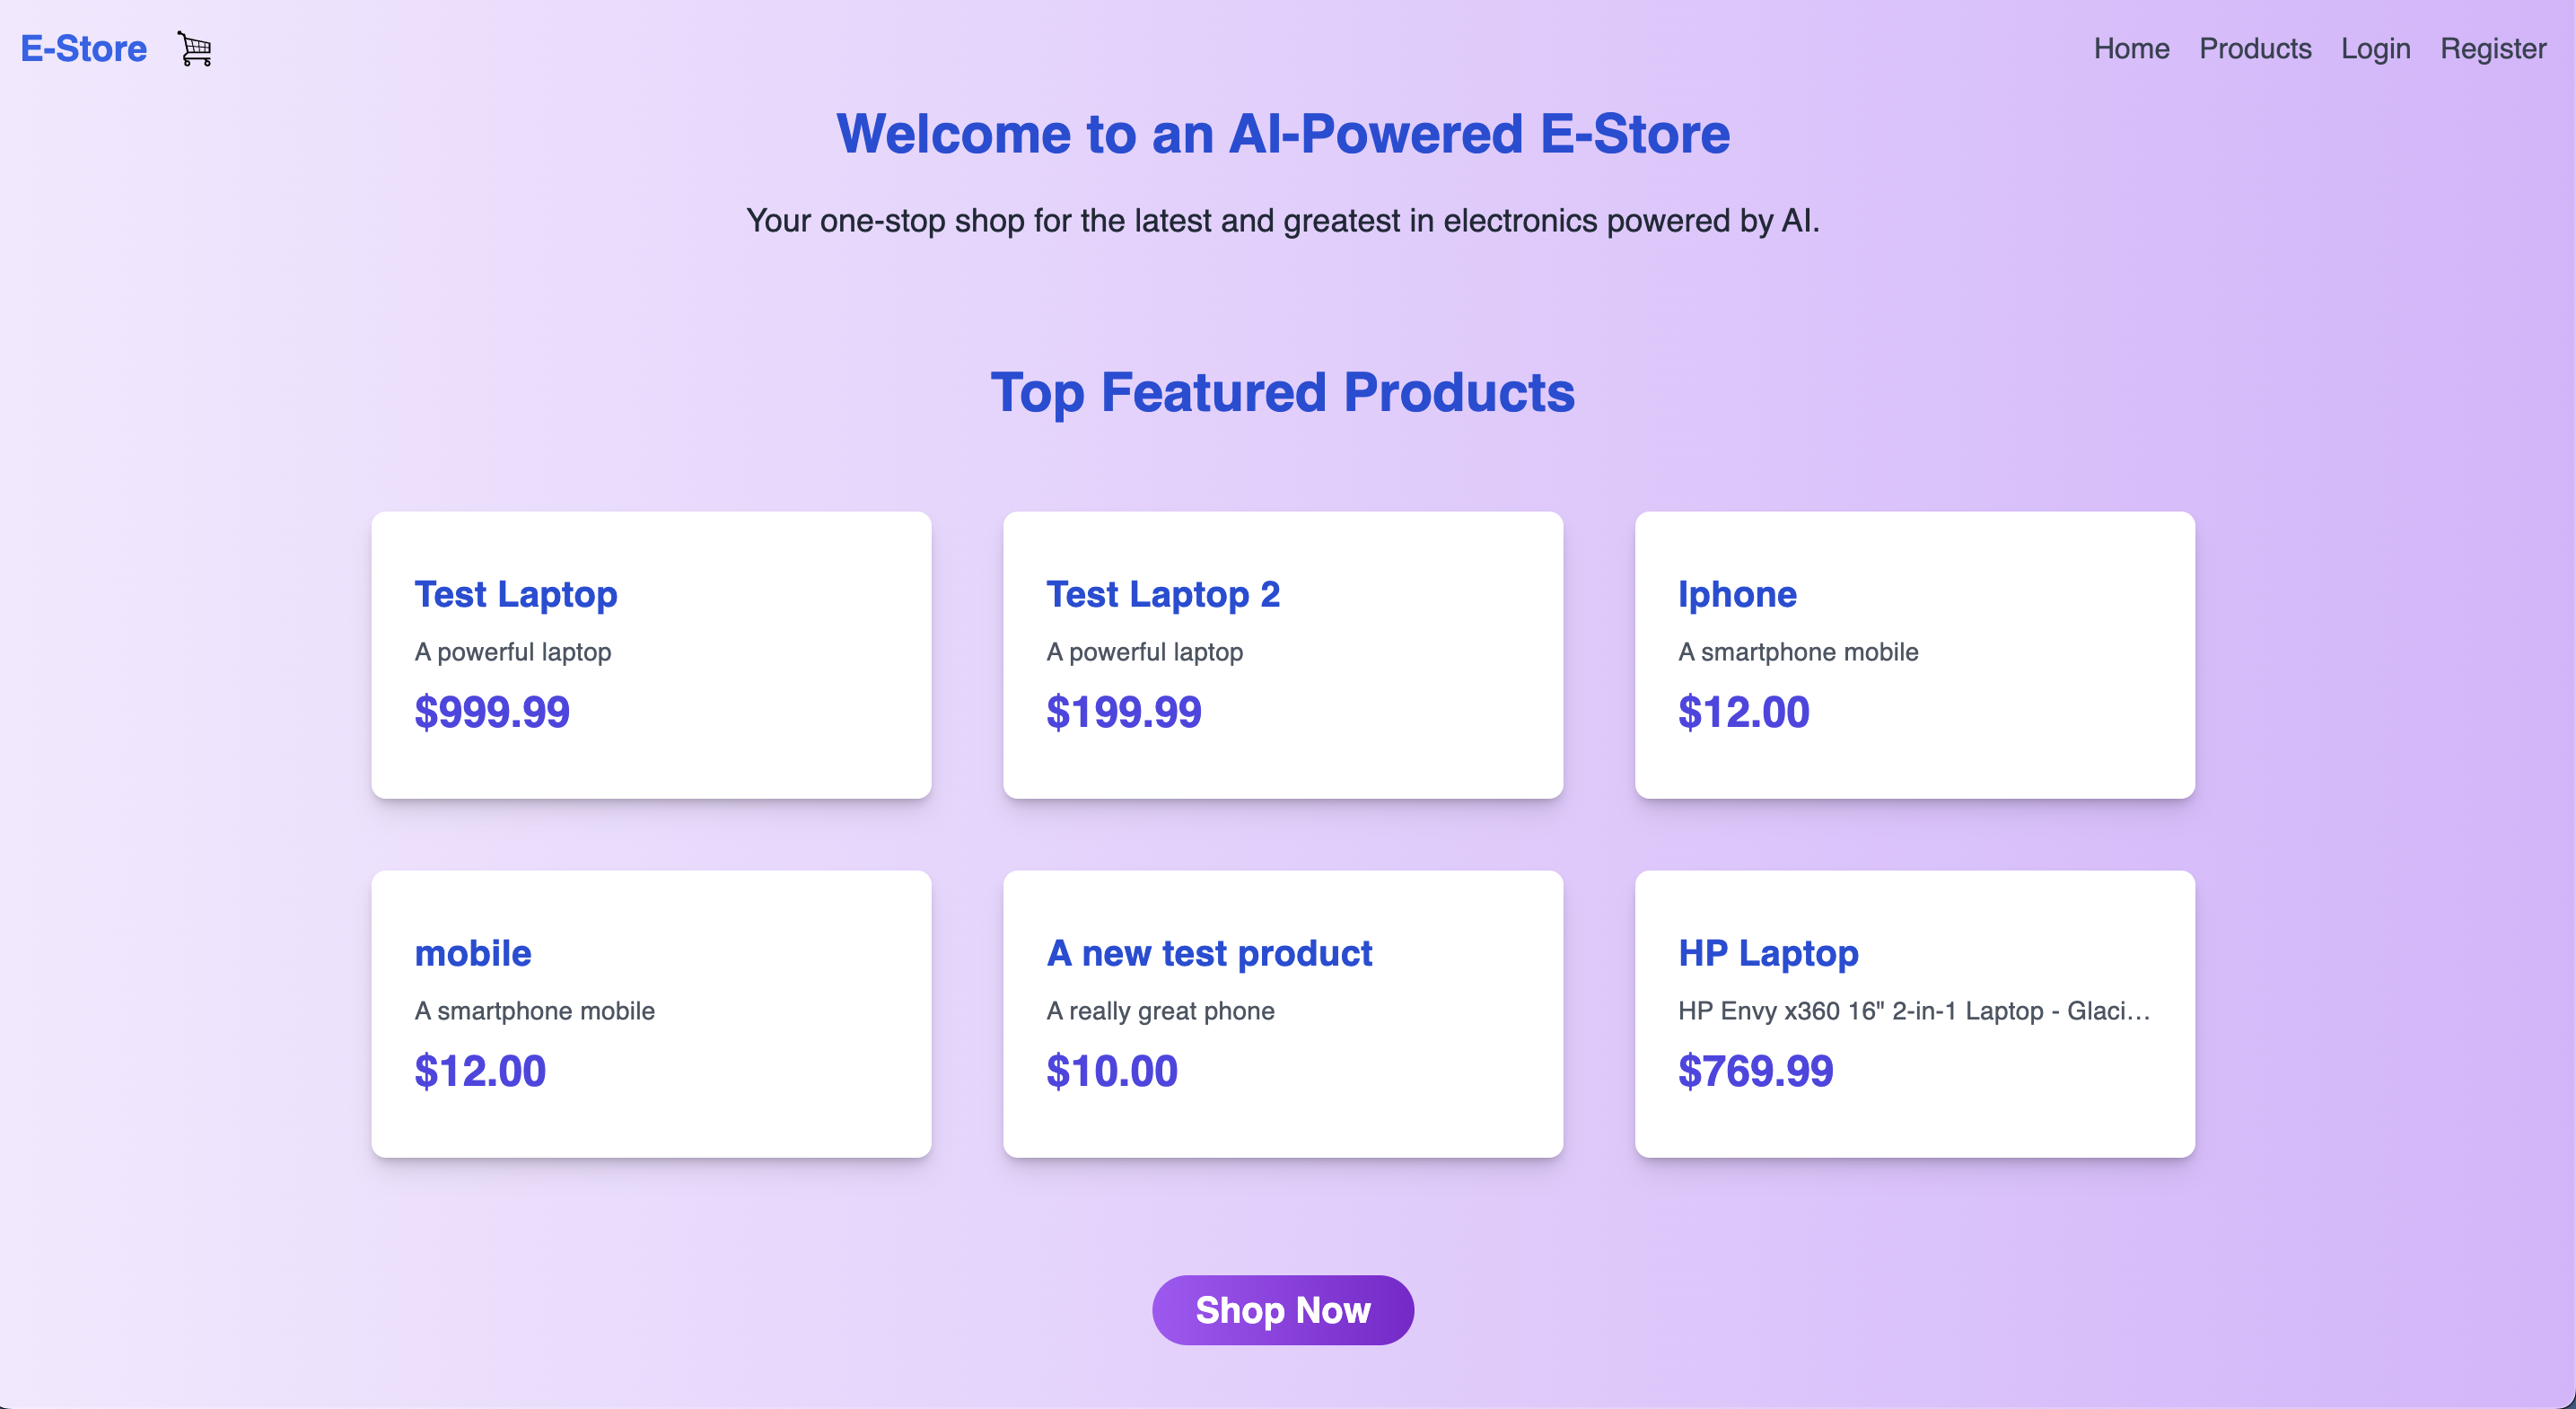 E-Store
Home Products Login Register
Welcome to an AI-Powered E-Store
Your one-stop shop for the latest and greatest in electronics powered by AI.
Top Featured Products
Test Laptop
A powerful laptop
$999.99
Test Laptop 2
A powerful laptop
$199.99
Iphone
A smartphone mobile
$12.00
mobile
A smartphone mobile
$12.00
A new test product
A really great phone
$10.00
HP Laptop
HP Envy x360 16" 2-in-1 Laptop - Glaci...
$769.99
Shop Now